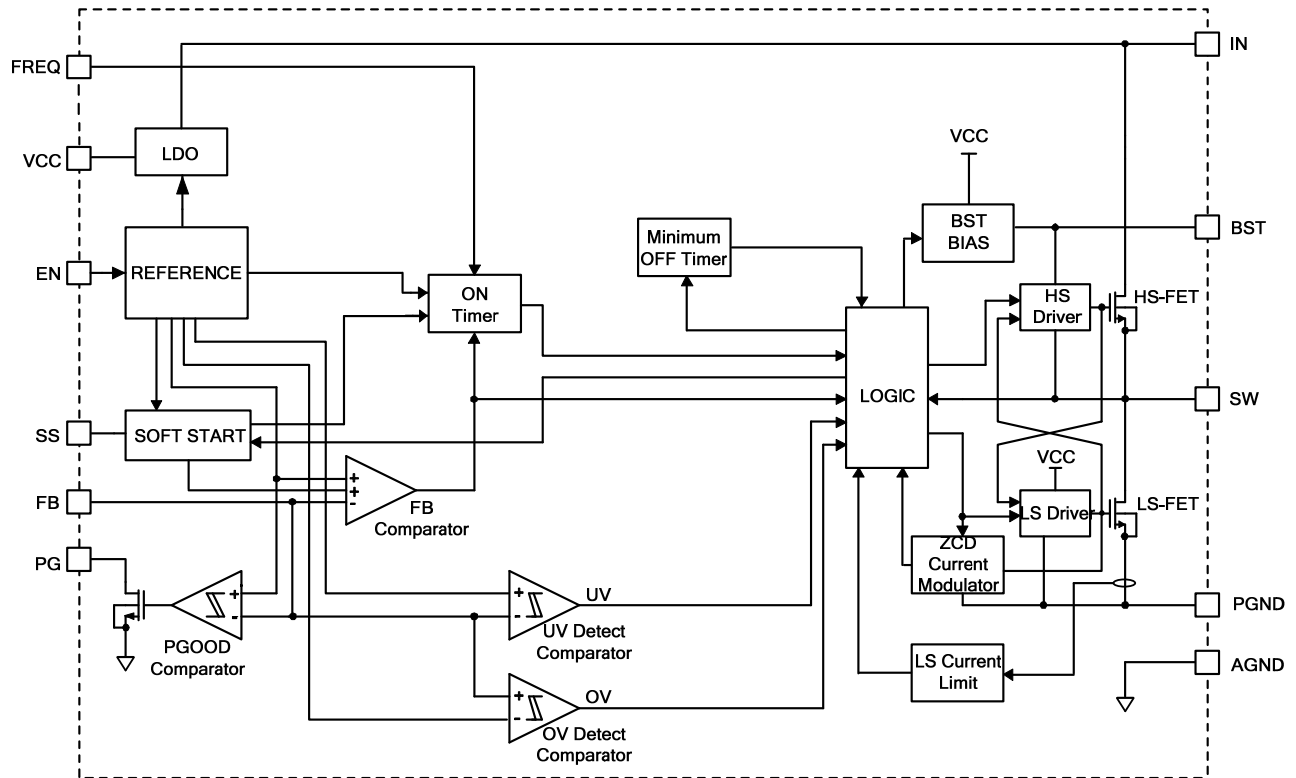 IN
FREQ
LDO
VCC
VCC
BST
BIAS
BST
Minimum
OFF Timer
EN
REFERENCE
ON
Timer
HS
Driver
HS-FET
LOGIC
SW
SS
SOFT START
VCC
FB
+
+
-
FB
Comparator
LS Driver
LS-FET
PG
ZCD
Current
Modulator
+
-
PGOOD
Comparator
+
-
UV
UV Detect
Comparator
PGND
LS Current
Limit
AGND
+
-
OV
OV Detect
Comparator